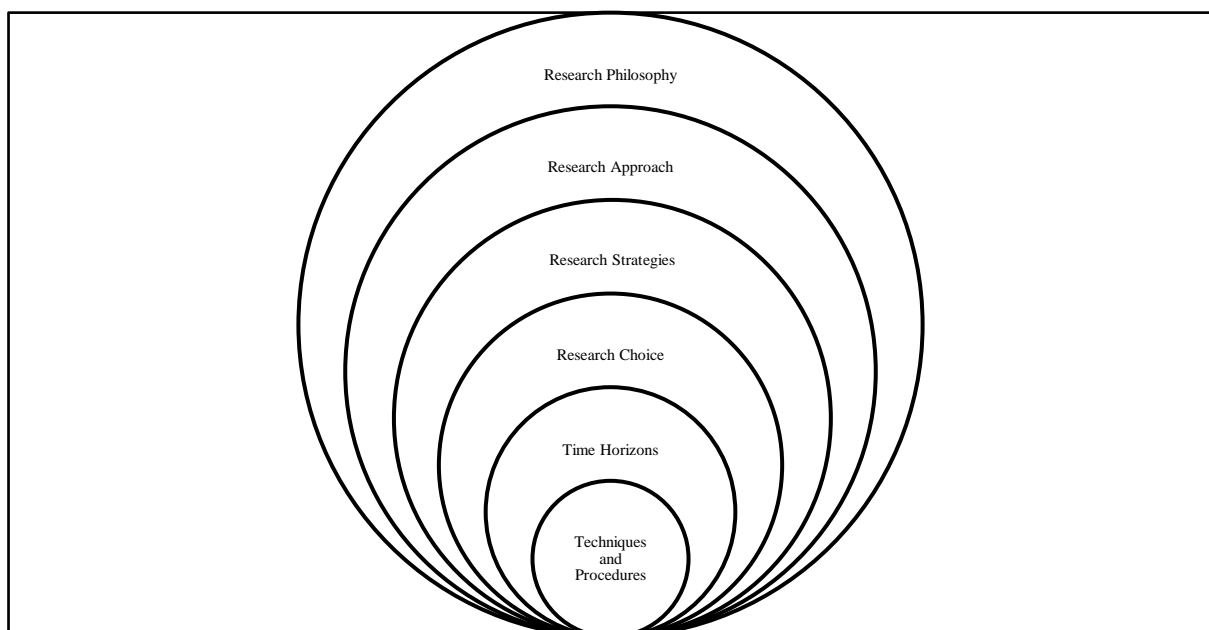 Research Philosophy
Research Approach
Research Strategies
Research Choice
Time Horizons
Techniques
and
Procedures